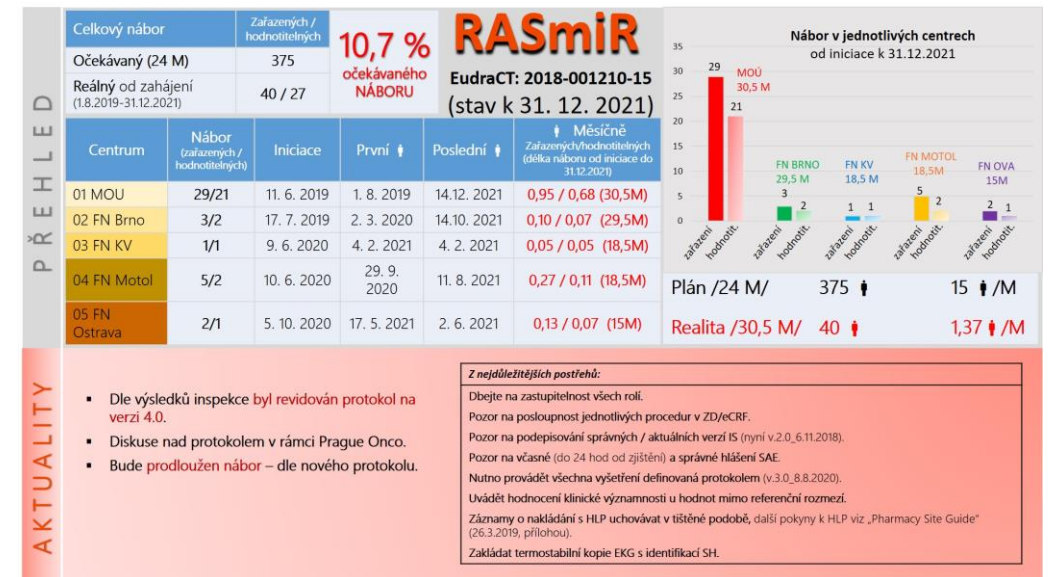 PŘEHLED
Celkový nábor
Zařazených /
hodnotitelných
Očekávaný (24 M)
375
Reálný od zahájení
(1.8.2019-31.12.2021)
40 / 27
10,7 %
očekávaného
NÁBORU
RASmiR
EudraCT: 2018-001210-15
(stav k 31. 12. 2021)
Centrum
Nábor
(zařazených /
hodnotitelných)
Iniciace
První
Poslední
Měsíčně
Zařazených/hodnotitelných
(délka náboru od iniciace do
31.12.2021)
01 MOU 29/21 11. 6. 2019 1. 8. 2019 14.12. 2021 0,95 / 0,68 (30,5M)
02 FN Brno 3/2 17. 7. 2019 2. 3. 2020 14.10. 2021 0,10 / 0,07 (29,5M)
03 FN KV 1/1 9. 6. 2020 4. 2. 2021 4. 2. 2021 0,05 / 0,05 (18,5M)
04 FN Motol 5/2 10. 6. 2020 29. 9.
2020 11. 8. 2021 0,27 / 0,11 (18,5M)
05 FN
Ostrava 2/1 5. 10. 2020 17. 5. 2021 2. 6. 2021 0,13 / 0,07 (15M)
Nábor v jednotlivých centrech
od iniciace k 31.12.2021
35
30
25
20
15
10
5
0
29
21
MOÚ
30,5 M
FN BRNO
29,5 M
3
2
FN KV
18,5 M
1
1
FN MOTOL
18,5M
5
2
FN OVA
15M
2
1
zařazení
hodnotit.
zařazení
hodnotit.
zařazení
hodnotit.
zařazení
hodnotit.
zařazení
hodnotit.
Plán /24 M/ 375 15 /M
Realita /30,5 M/ 40 1,37 /M
AKTUALITY
▪ Dle výsledků inspekce byl revidován protokol na
verzi 4.0.
▪ Diskuse nad protokolem v rámci Prague Onco.
▪ Bude prodloužen nábor – dle nového protokolu.
Z nejdůležitějších postřehů:
Dbejte na zastupitelnost všech rolí.
Pozor na posloupnost jednotlivých procedur v ZD/eCRF.
Pozor na podepisování správných / aktuálních verzí IS (nyní v.2.0_6.11.2018).
Pozor na včasné (do 24 hod od zjištění) a správné hlášení SAE.
Nutno provádět všechna vyšetření definovaná protokolem (v.3.0_8.8.2020).
Uvádět hodnocení klinické významnosti u hodnot mimo referenční rozmezí.
Záznamy o nakládání s HLP uchovávat v tištěné podobě, další pokyny k HLP viz „Pharmacy Site Guide“
(26.3.2019, přílohou).
Zakládat termostabilní kopie EKG s identifikací SH.